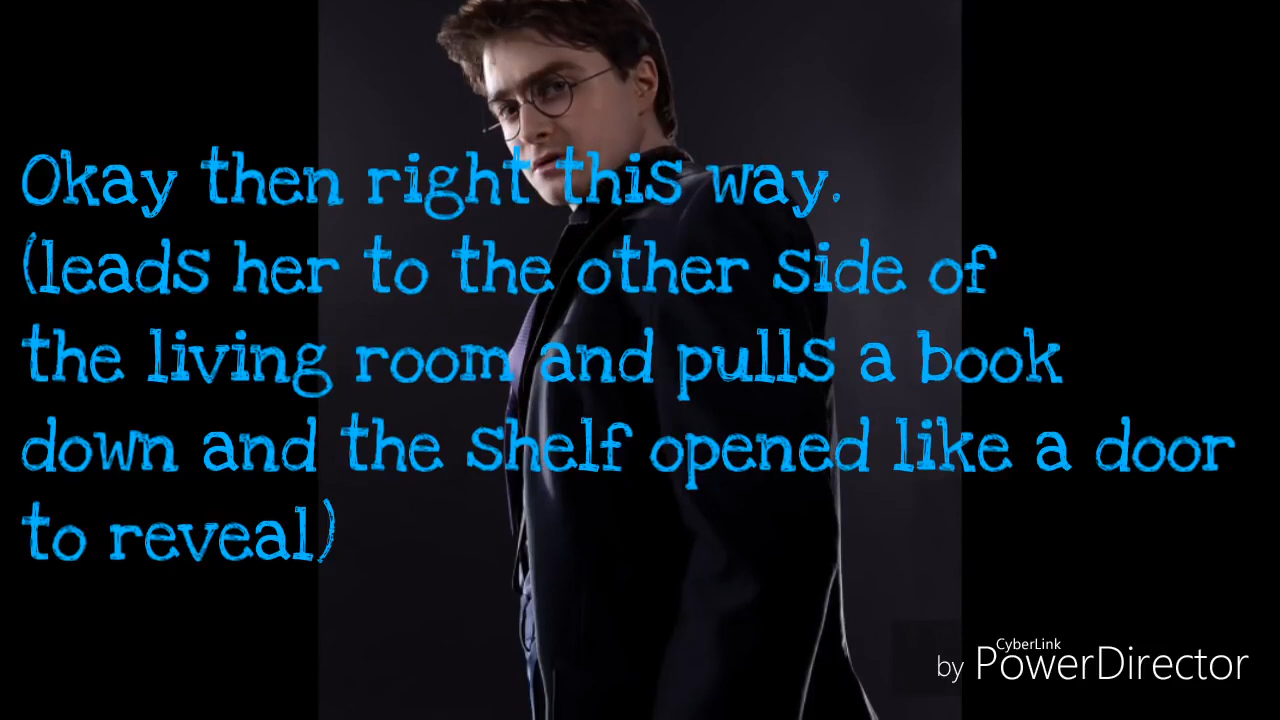 Okay then right this way.
(leads her to the other side of
the living room and pulls a book
down and the shelf opened like a door
to reveal)
CyberLink
by PowerDirector